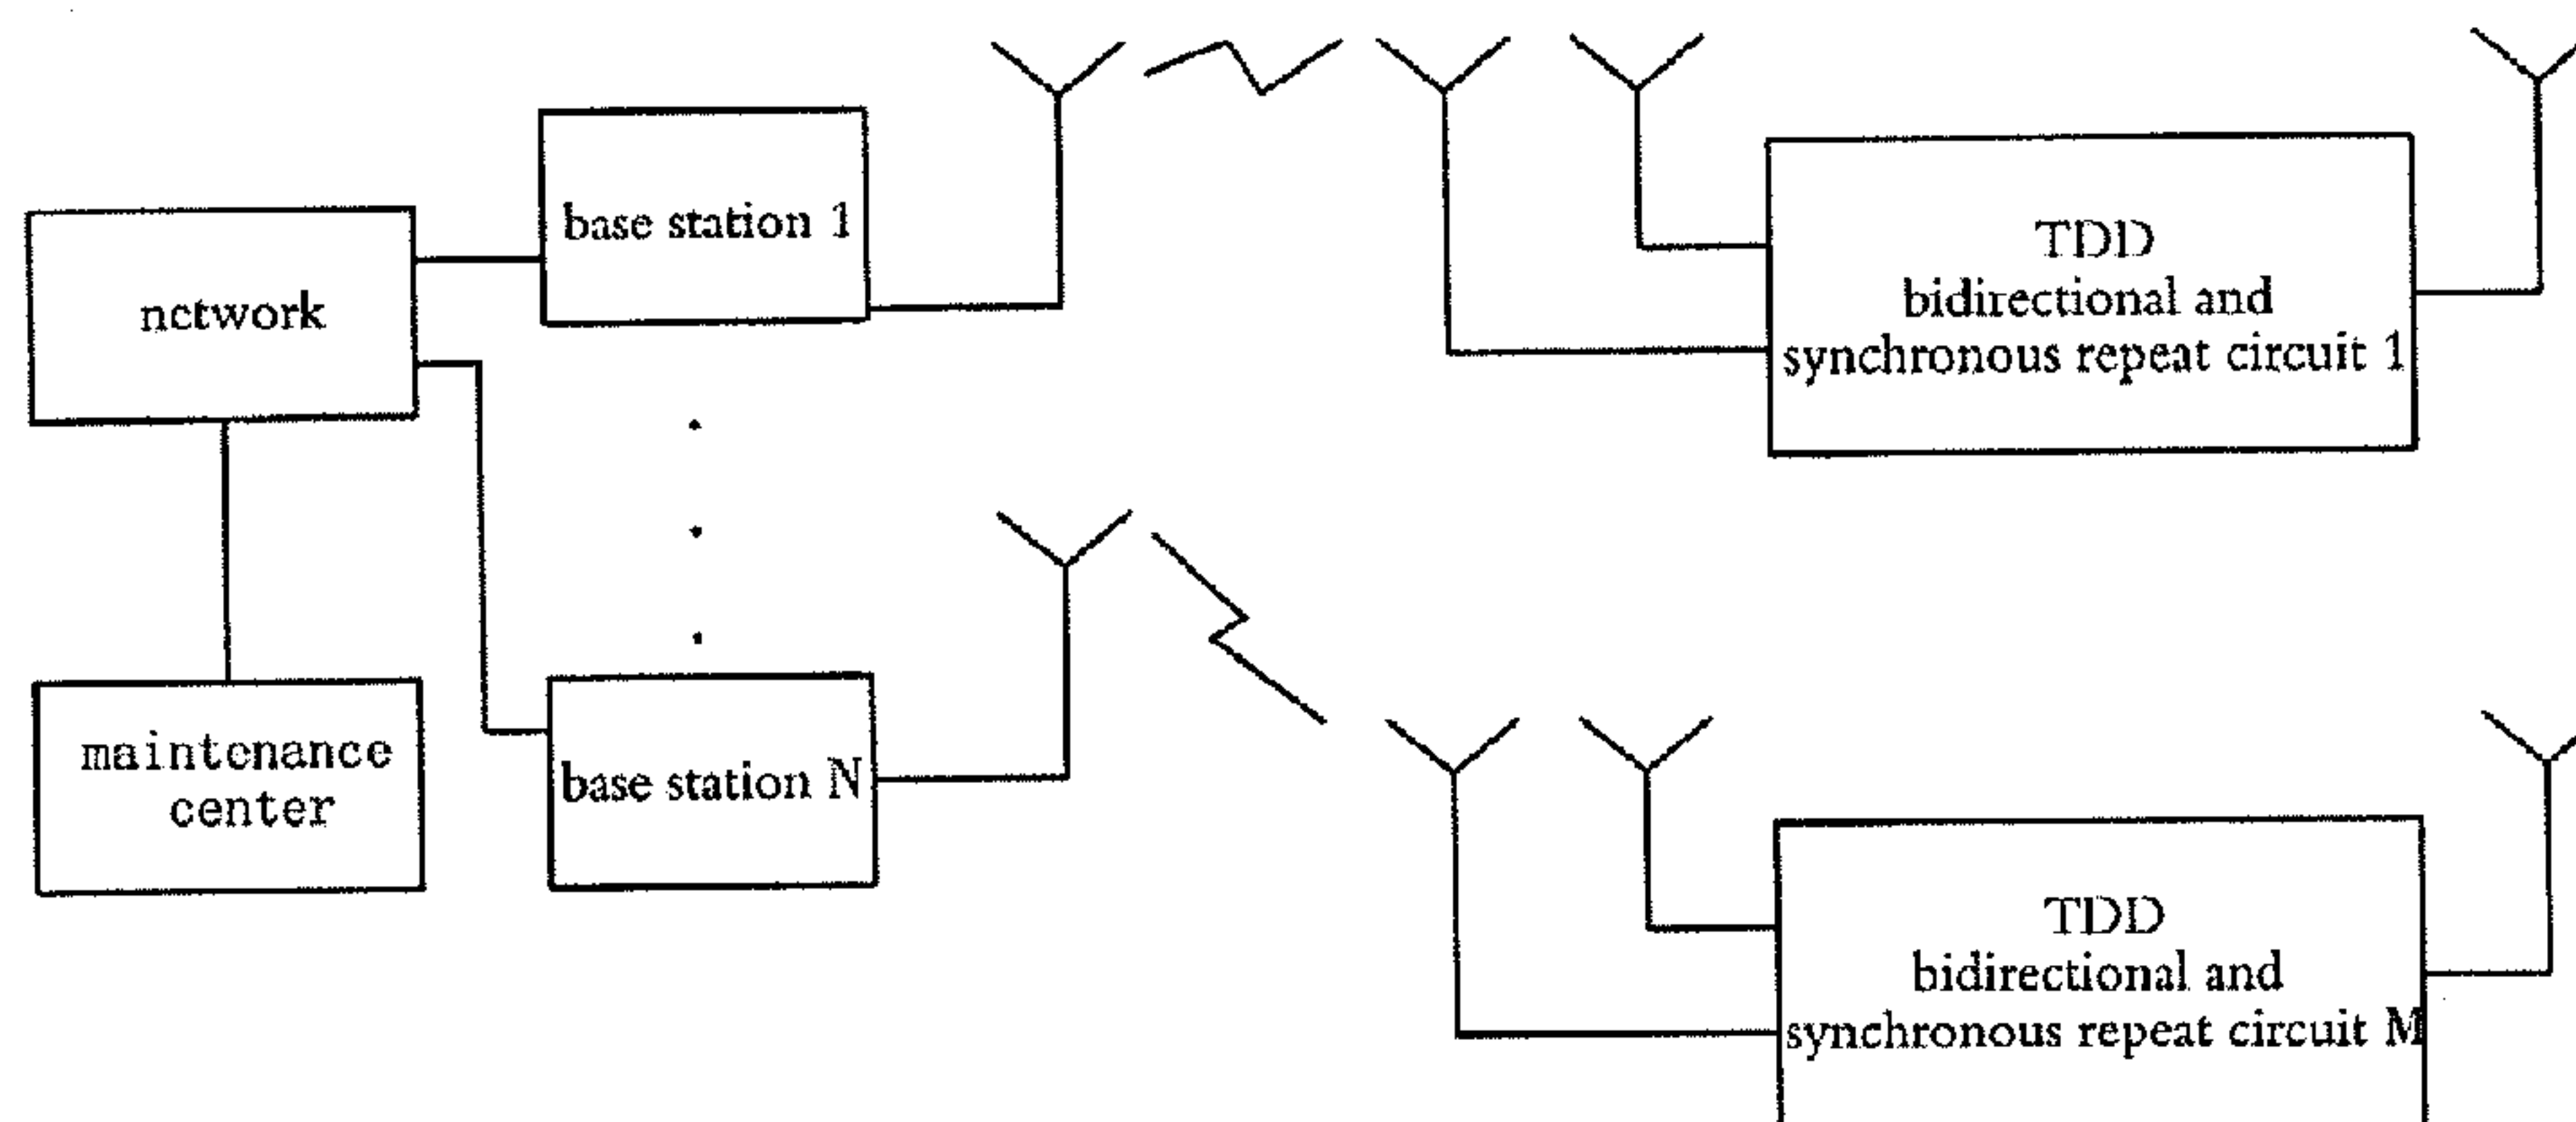 base station 1
network
TDD
bidirectional and
synchronous repeat circuit 1
maintenance
center
base station N
TDD
bidirectional and
synchronous repeat circuit M